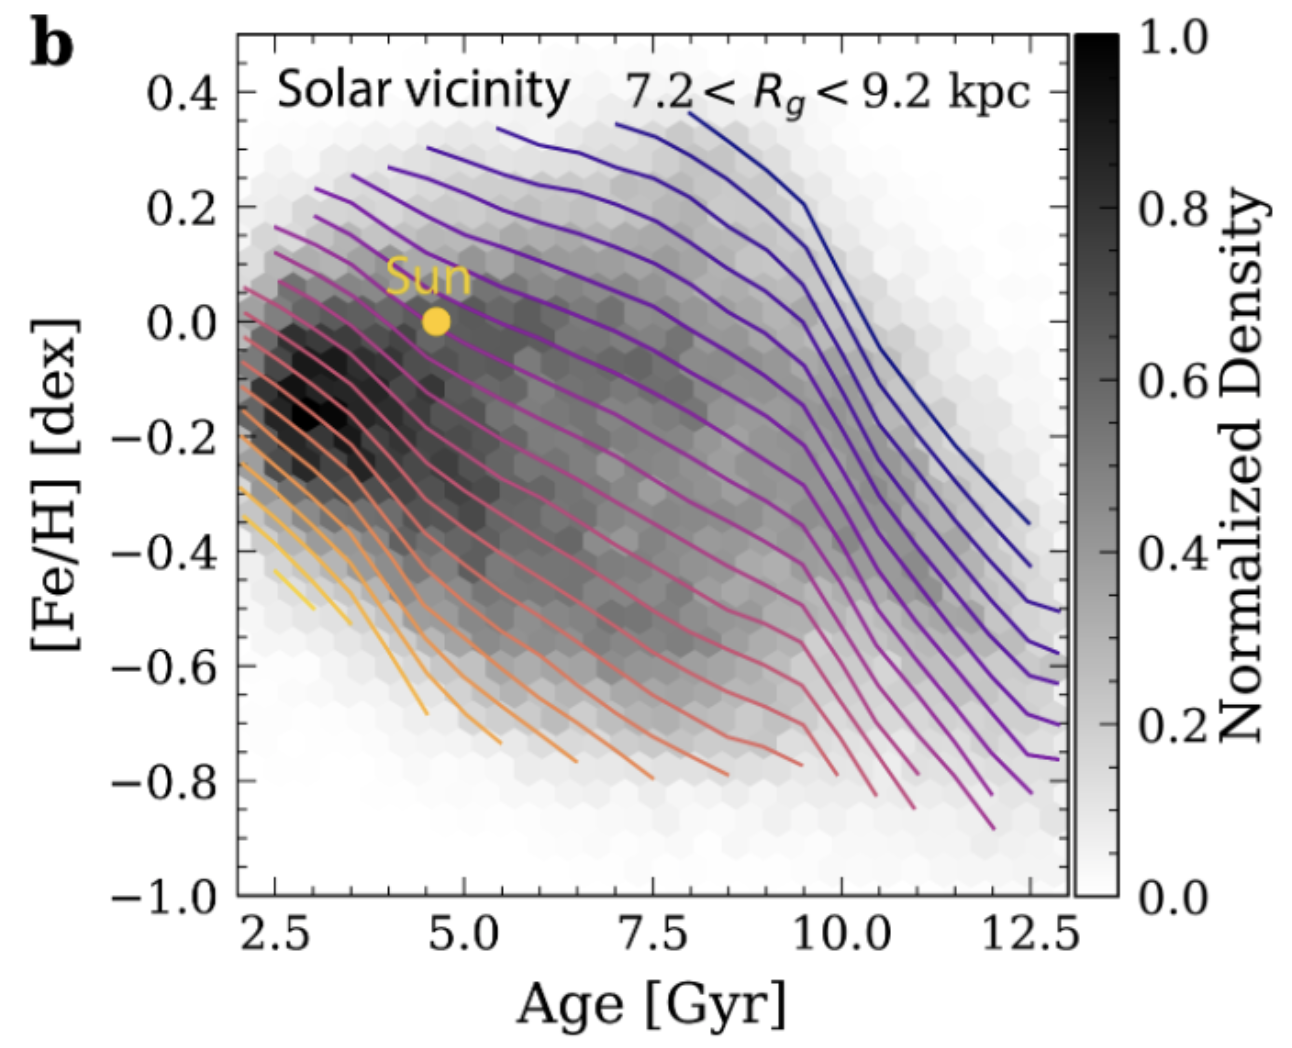 b
Solar vicinity 7.2 < Rg < 9.2 kpc
Sun
0.4
0.2
0.0
−0.2
−0.4
−0.6
−0.8
−1.0
[Fe/H] [dex]
2.5 5.0 7.5 10.0 12.5
Age [Gyr]
1.0
0.8
0.6
0.4
0.2
0.0
Normalized Density